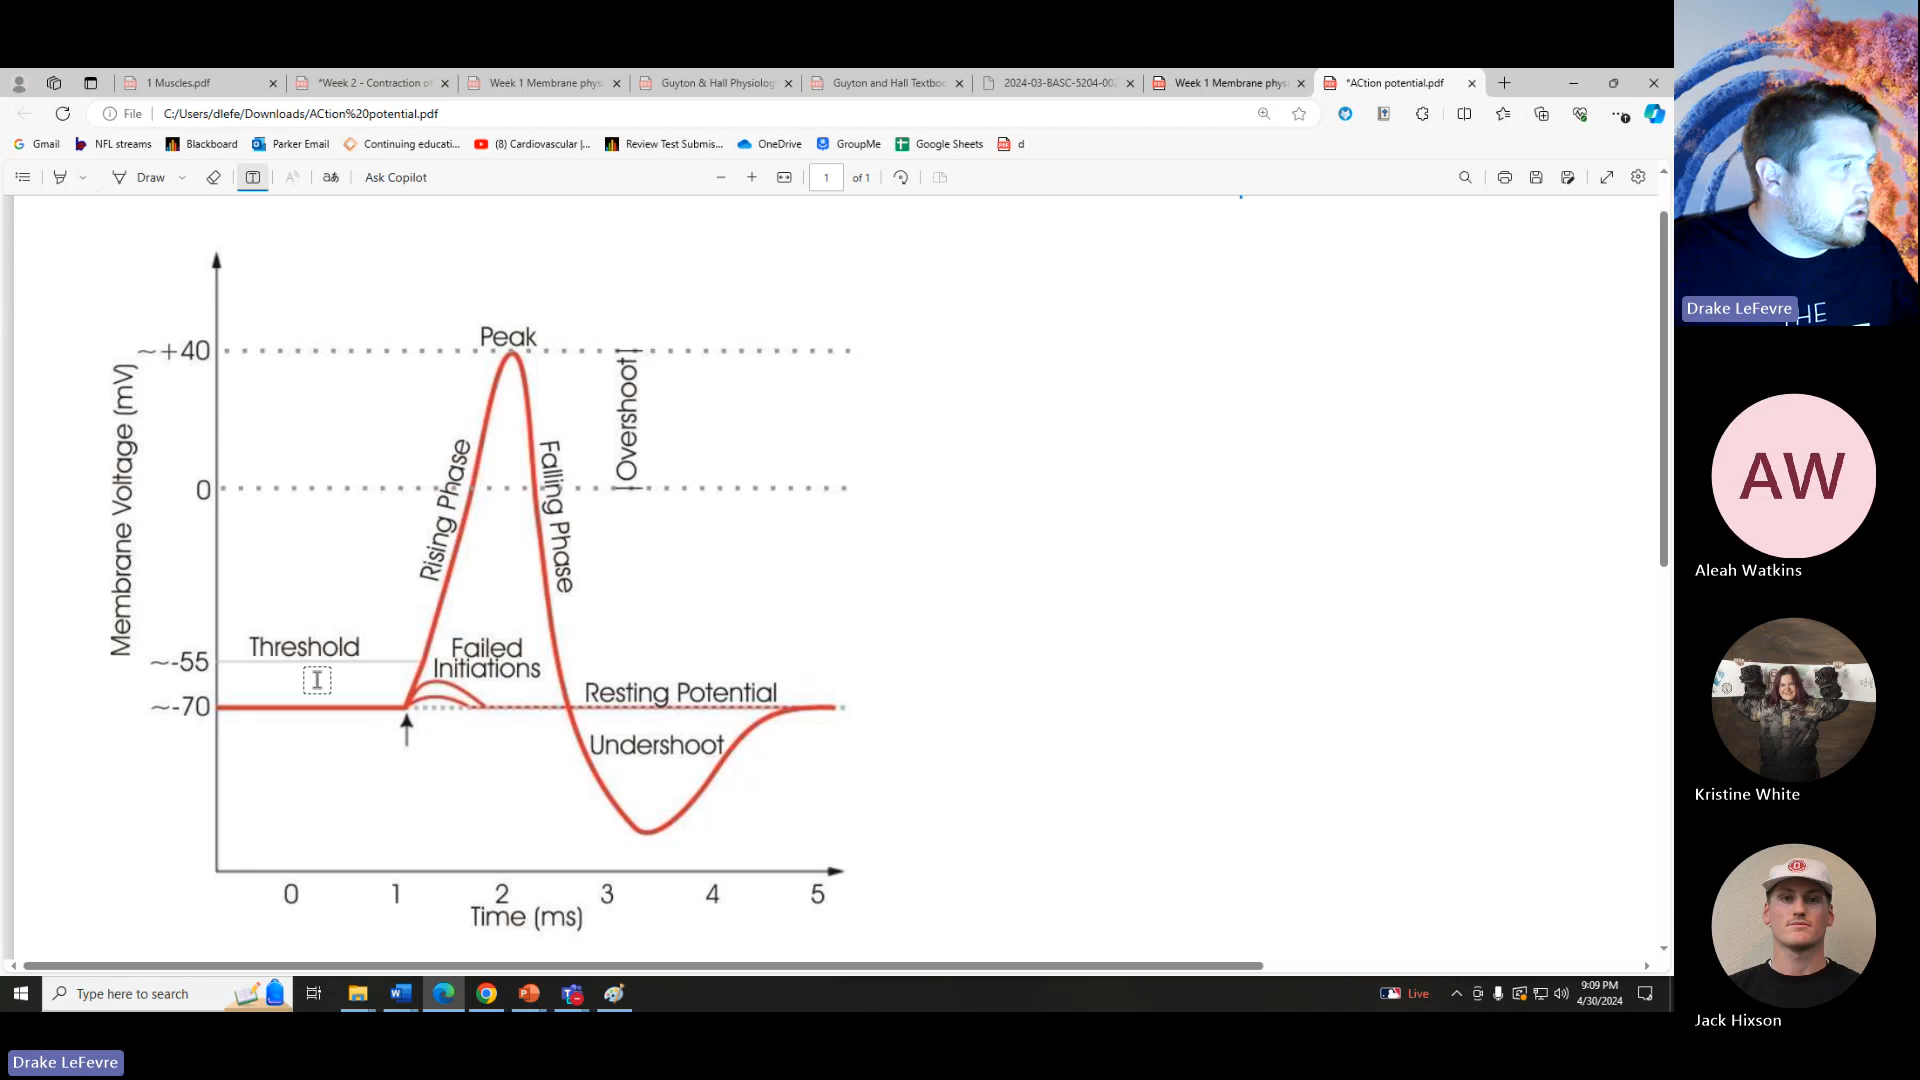 1 Muscles.pdf
*Week 2 - Contraction of
Week 1 Membrane phys
Guyton & Hall Physiolog
Guyton and Hall Textboo
2024-03-BASC-5204-002
Week 1 Membrane phys
*ACtion potential.pdf
File
C:/Users/dlefe/Downloads/ACtion%20potential.pdf
Gmail
NFL streams
Blackboard
Parker Email
Continuing educati...
(8) Cardiovascular |...
Review Test Submis...
OneDrive
GroupMe
Google Sheets
d
Draw
Ask Copilot
1
of 1
Membrane Voltage (mV)
~+40
0
~-55
~-70
Peak
Overshoot
Rising Phase
Falling Phase
Threshold
Failed
Initiations
Resting Potential
Undershoot
0 1 2 3 4 5
Time (ms)
Type here to search
Live
9:09 PM
4/30/2024
THE
Drake LeFevre
AW
Aleah Watkins
Kristine White
Jack Hixson
Drake LeFevre